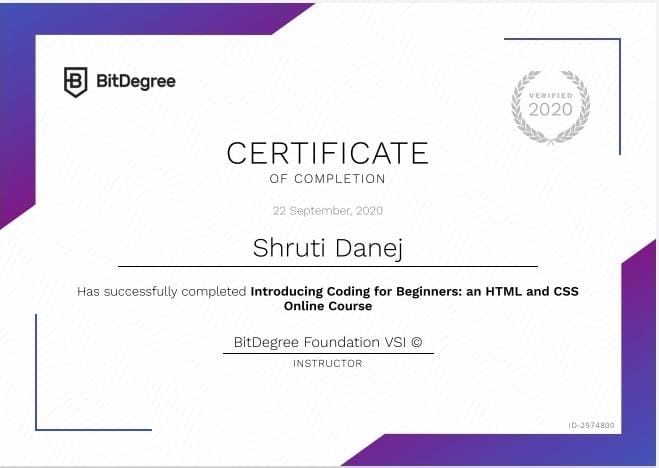 BitDegree
VERIFIED
2020
CERTIFICATE
OF COMPLETION
22 September, 2020
Shruti Danej
Has successfully completed Introducing Coding for Beginners: an HTML and CSS
Online Course
BitDegree Foundation VSI ©
INSTRUCTOR
ID-2974800